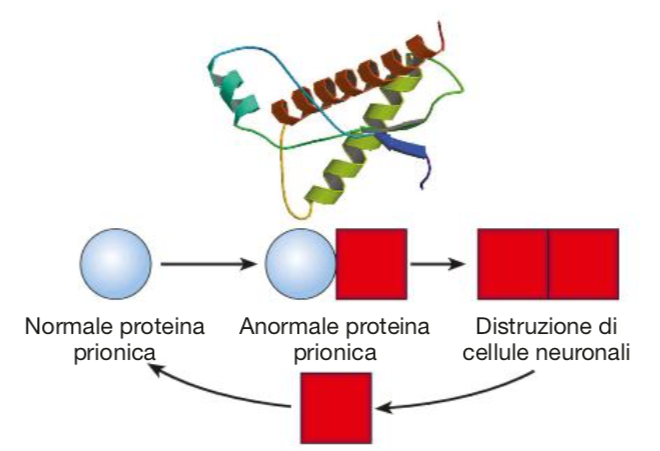 Normale proteina
prionica
Anormale proteina
prionica
Distruzione di
cellule neuronali